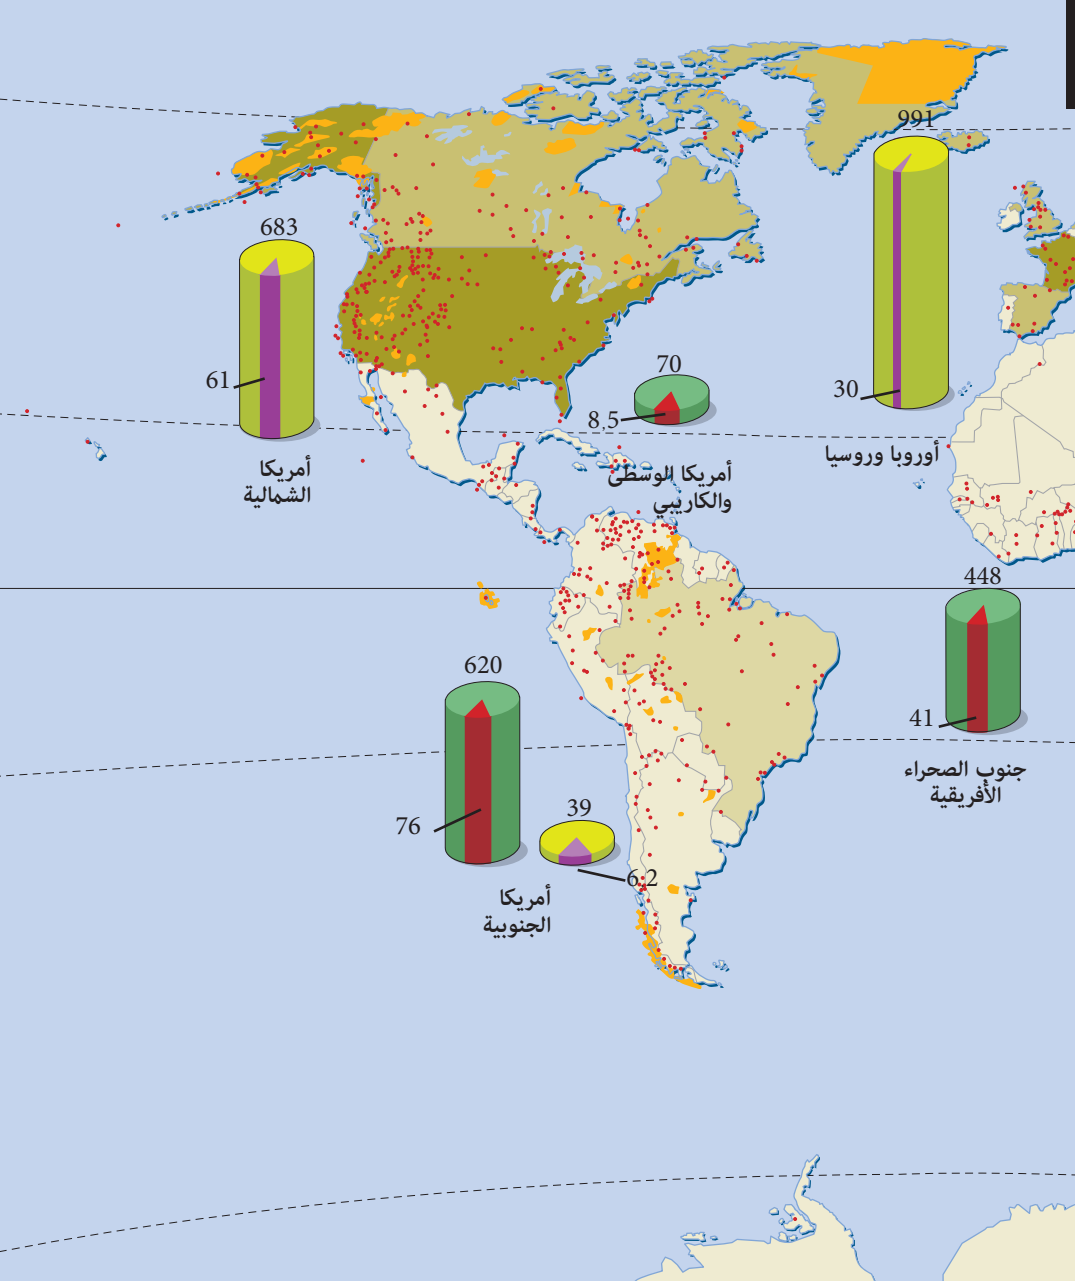 991
683
61
أمريكا
الشمالية
70
8,5
أمريكا الوسطى
والكاريبي
30
أوروبا وروسيا
448
41
جنوب الصحراء
الأفريقية
620
76
39
6,2
أمريكا
الجنوبية